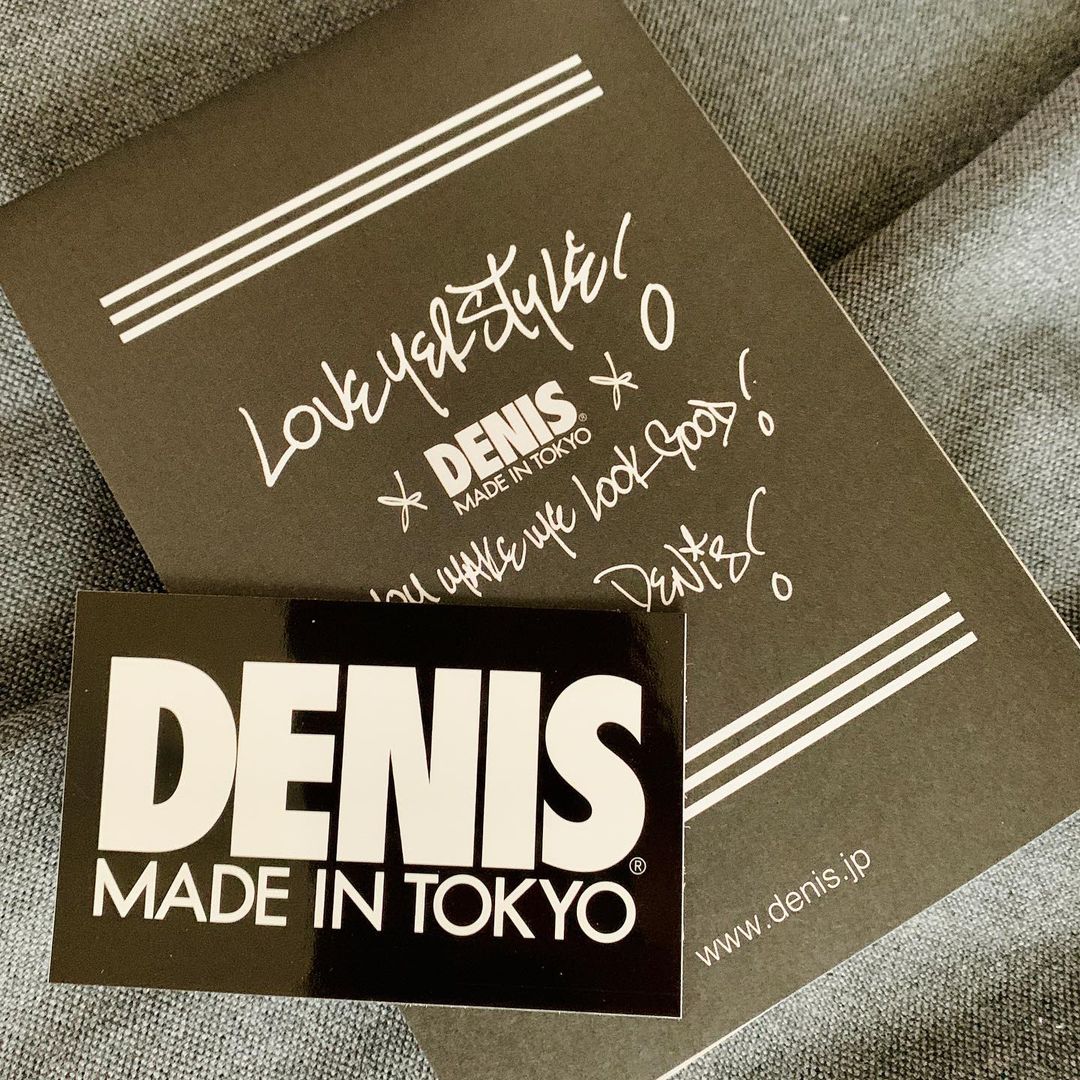 LOVE YER STYLE!
DENIS®
MADE IN TOKYO
YOU MAKE ME LOOK GOOD!
DENIS!
DENIS®
MADE IN TOKYO
www.denis.jp